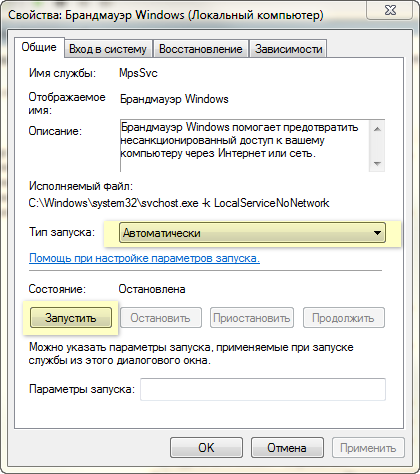 Свойства: Брандмауэр Windows (Локальный компьютер)
Общие Вход в систему Восстановление Зависимости
Имя службы: MpsSvc
Отображаемое имя: Брандмауэр Windows
Описание: Брандмауэр Windows помогает предотвратить
несанкционированный доступ к вашему
компьютеру через Интернет или сеть.
Исполняемый файл:
C:\Windows\system32\svchost.exe -k LocalServiceNoNetwork
Тип запуска: Автоматически
Помощь при настройке параметров запуска.
Состояние: Остановлена
Запустить Остановить Приостановить Продолжить
Можно указать параметры запуска, применяемые при запуске
службы из этого диалогового окна.
Параметры запуска:
OK Отмена Применить